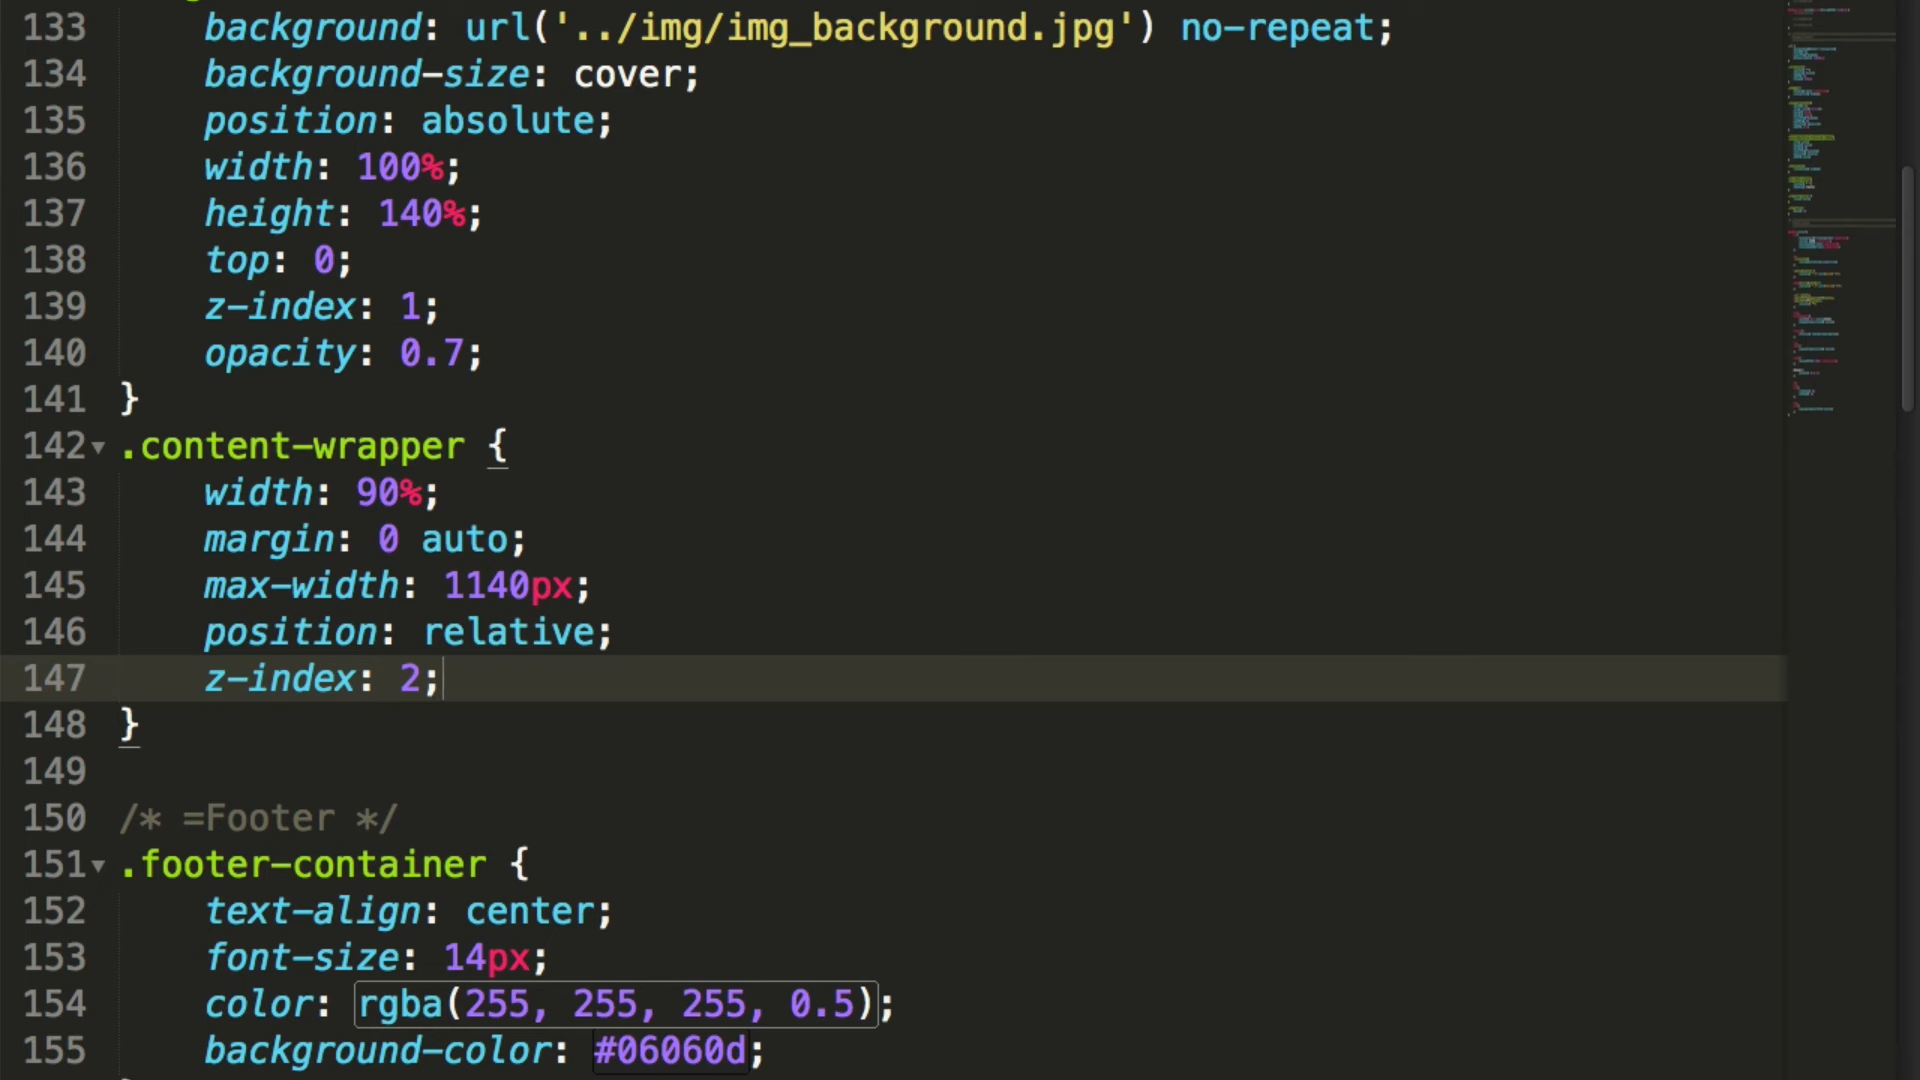 133 background: url('../img/img_background.jpg') no-repeat;
134 background-size: cover;
135 position: absolute;
136 width: 100%;
137 height: 140%;
138 top: 0;
139 z-index: 1;
140 opacity: 0.7;
141 }
142 .content-wrapper {
143 width: 90%;
144 margin: 0 auto;
145 max-width: 1140px;
146 position: relative;
147 z-index: 2;
148 }
149
150 /* =Footer */
151 .footer-container {
152 text-align: center;
153 font-size: 14px;
154 color: rgba(255, 255, 255, 0.5);
155 background-color: #06060d;